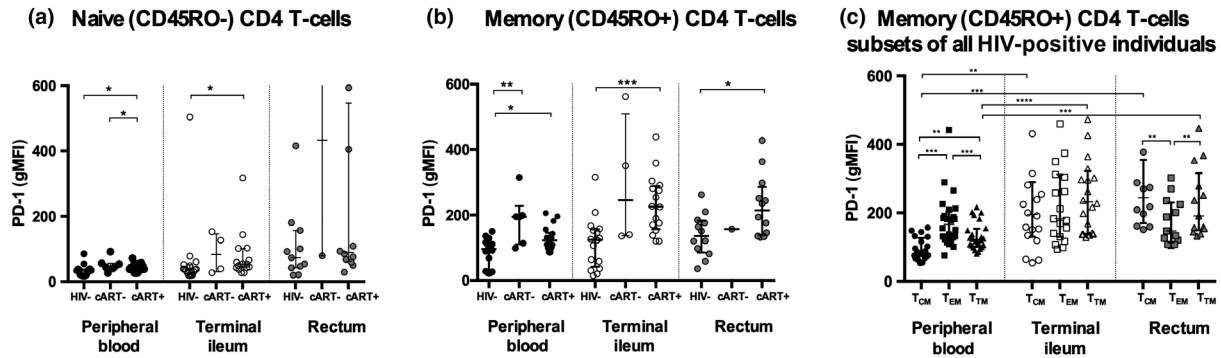 (a) Naive (CD45RO-) CD4 T-cells
PD-1 (gMFI)
600
400
200
0
* *
*
HIV- cART- cART+ HIV- cART- cART+ HIV- cART- cART+
Peripheral Terminal Rectum
blood ileum
(b) Memory (CD45RO+) CD4 T-cells
PD-1 (gMFI)
600
400
200
0
** *** *
*
HIV- cART- cART+ HIV- cART- cART+ HIV- cART- cART+
Peripheral Terminal Rectum
blood ileum
(c) Memory (CD45RO+) CD4 T-cells
subsets of all HIV-positive individuals
PD-1 (gMFI)
600
400
200
0
**
***
****
***
** ** **
*** ***
TCM TEM TTM TCM TEM TTM TCM TEM TTM
Peripheral Terminal Rectum
blood ileum